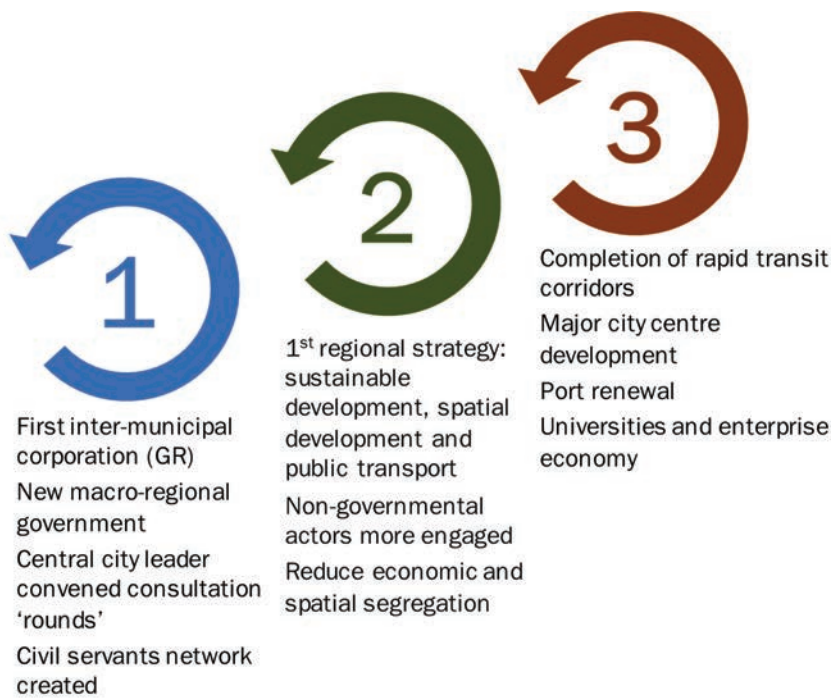 1
First inter-municipal
corporation (GR)
New macro-regional
government
Central city leader
convened consultation
‘rounds’
Civil servants network
created
2
1st regional strategy:
sustainable
development, spatial
development and
public transport
Non-governmental
actors more engaged
Reduce economic and
spatial segregation
3
Completion of rapid transit
corridors
Major city centre
development
Port renewal
Universities and enterprise
economy